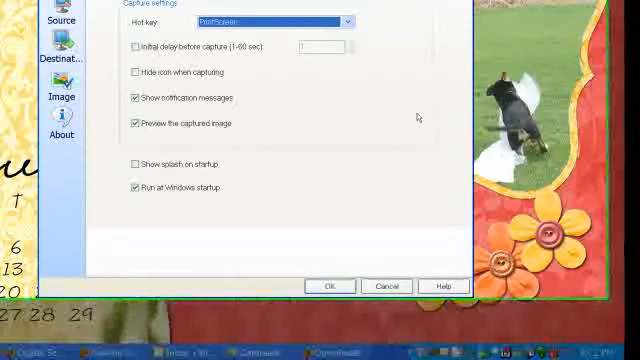 Source
Destinat...
Image
About
Capture settings
Hot key:
PrintScreen
Initial delay before capture (1-60 sec)
1
Hide icon when capturing
Show notification messages
Preview the captured image
Show splash on startup
Run at Windows startup
OK
Cancel
Help
T
6
13
20
27 28 29